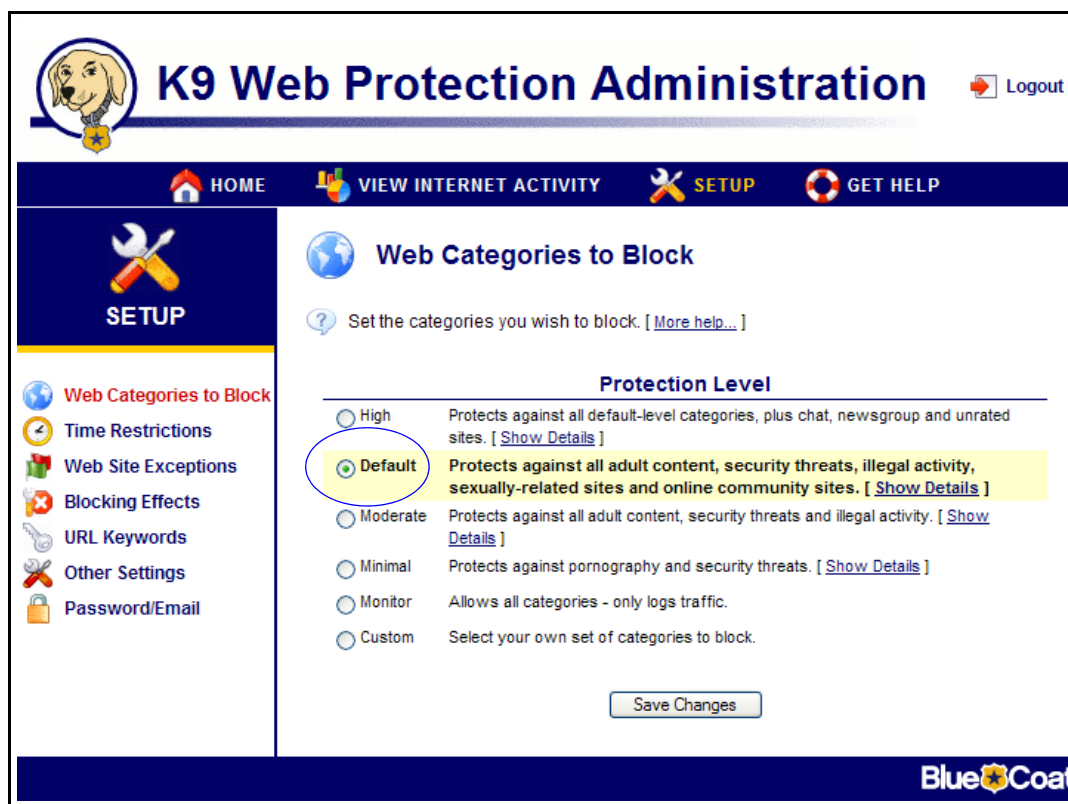 K9 Web Protection Administration
Logout
HOME
VIEW INTERNET ACTIVITY
SETUP
GET HELP
SETUP
Web Categories to Block
Time Restrictions
Web Site Exceptions
Blocking Effects
URL Keywords
Other Settings
Password/Email
Web Categories to Block
Set the categories you wish to block. [ More help... ]
Protection Level
High
Protects against all default-level categories, plus chat, newsgroup and unrated
sites. [ Show Details ]
Default
Protects against all adult content, security threats, illegal activity,
sexually-related sites and online community sites. [ Show Details ]
Moderate
Protects against all adult content, security threats and illegal activity. [ Show
Details ]
Minimal
Protects against pornography and security threats. [ Show Details ]
Monitor
Allows all categories - only logs traffic.
Custom
Select your own set of categories to block.
Save Changes
Blue Coat